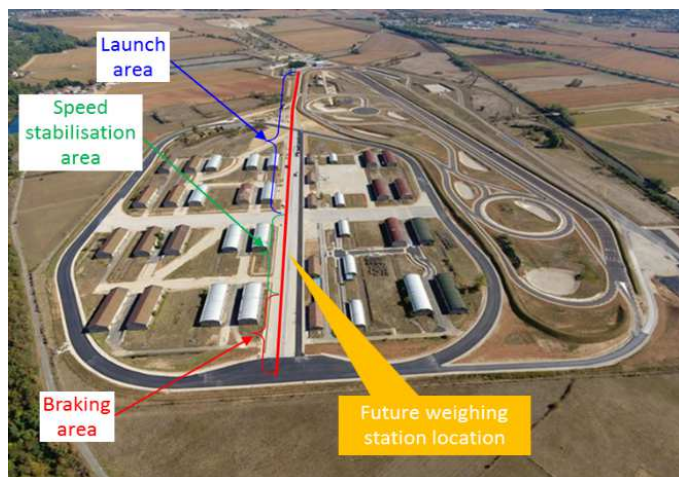 Launch
area
Speed
stabilisation
area
Braking
area
Future weighing
station location